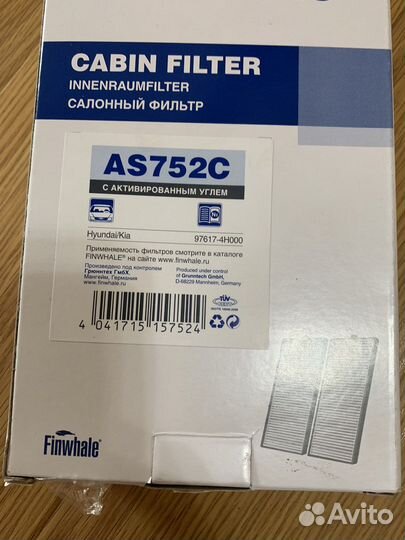 CABIN FILTER
INNENRAUMFILTER
САЛОННЫЙ ФИЛЬТР
AS752C
С АКТИВИРОВАННЫМ УГЛЕМ
Hyundai/Kia 97617-4H000
Применяемость фильтров смотрите в каталоге
FINWHALE® на сайте www.finwhale.ru
Произведено под контролем Produced under control
Грюнтех ГмбХ, of Grunntech GmbH,
Мангейм, Германия D-68229 Mannheim, Germany
www.finwhale.ru
TÜV
4 041715 157524
Finwhale®
Avito